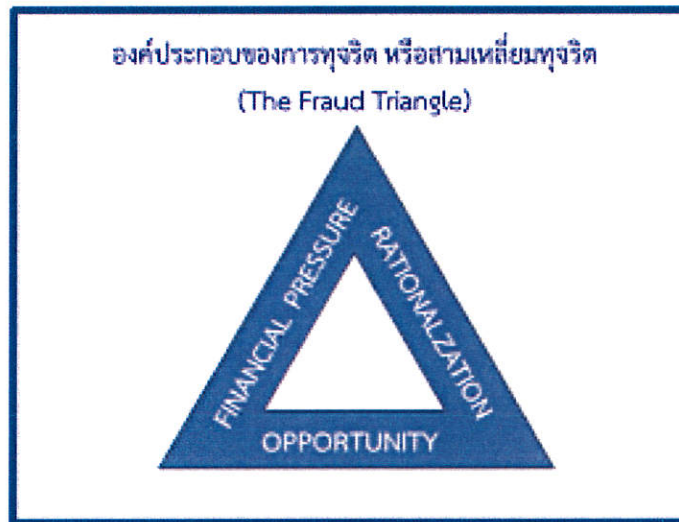 องค์ประกอบของการทุจริต หรือสามเหลี่ยมทุจริต
(The Fraud Triangle)
FINANCIAL PRESSURE
RATIONALZATION
OPPORTUNITY